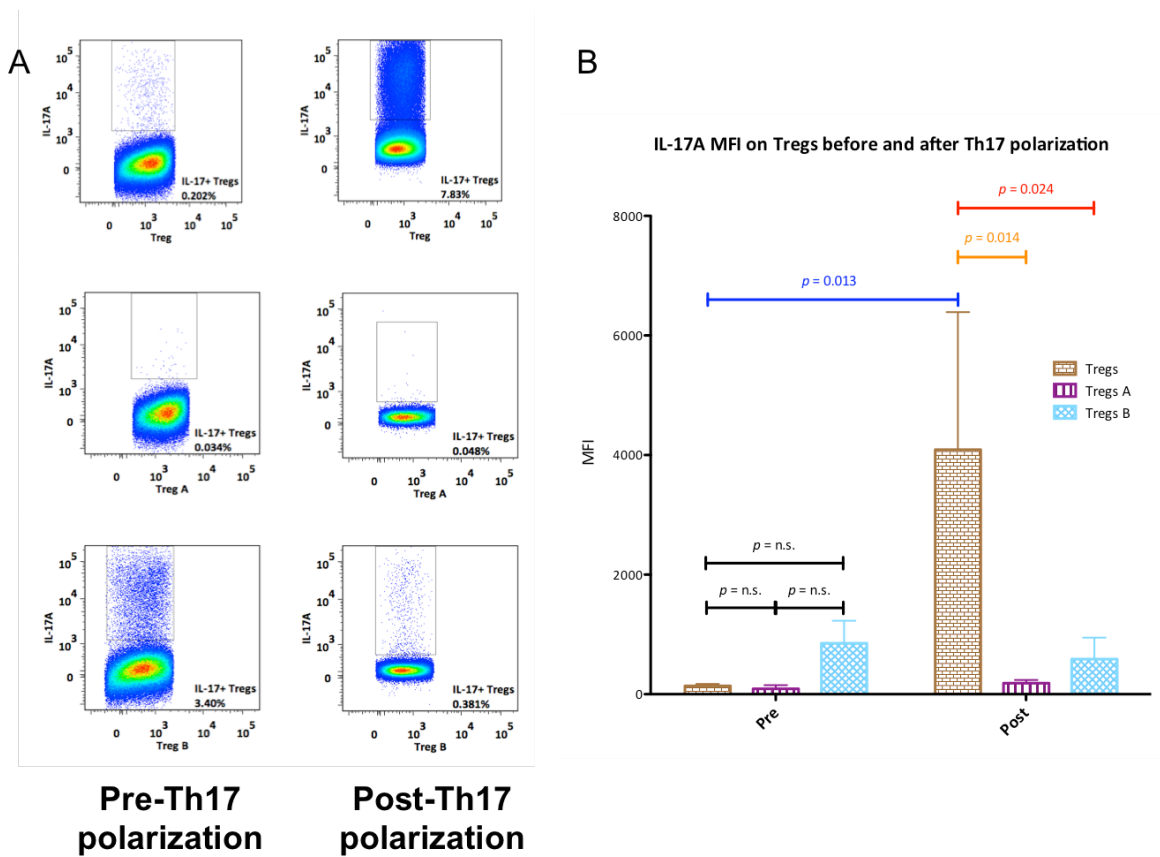 A
10^5
10^4
10^3
0
IL-17A
IL-17+ Tregs
0.202%
0 10^3 10^4 10^5
Treg
10^5
10^4
10^3
0
IL-17A
IL-17+ Tregs
7.83%
0 10^3 10^4 10^5
Treg
10^5
10^4
10^3
0
IL-17A
IL-17+ Tregs
0.034%
0 10^3 10^4 10^5
Treg A
10^5
10^4
10^3
0
IL-17A
IL-17+ Tregs
0.048%
0 10^3 10^4 10^5
Treg A
10^5
10^4
10^3
0
IL-17A
IL-17+ Tregs
3.40%
0 10^3 10^4 10^5
Treg B
10^5
10^4
10^3
0
IL-17A
IL-17+ Tregs
0.381%
0 10^3 10^4 10^5
Treg B
Pre-Th17
polarization
Post-Th17
polarization
B
IL-17A MFI on Tregs before and after Th17 polarization
p = 0.024
p = 0.014
p = 0.013
p = n.s.
p = n.s. p = n.s.
8000
6000
4000
2000
0
MFI
Tregs
Tregs A
Tregs B
Pre
Post